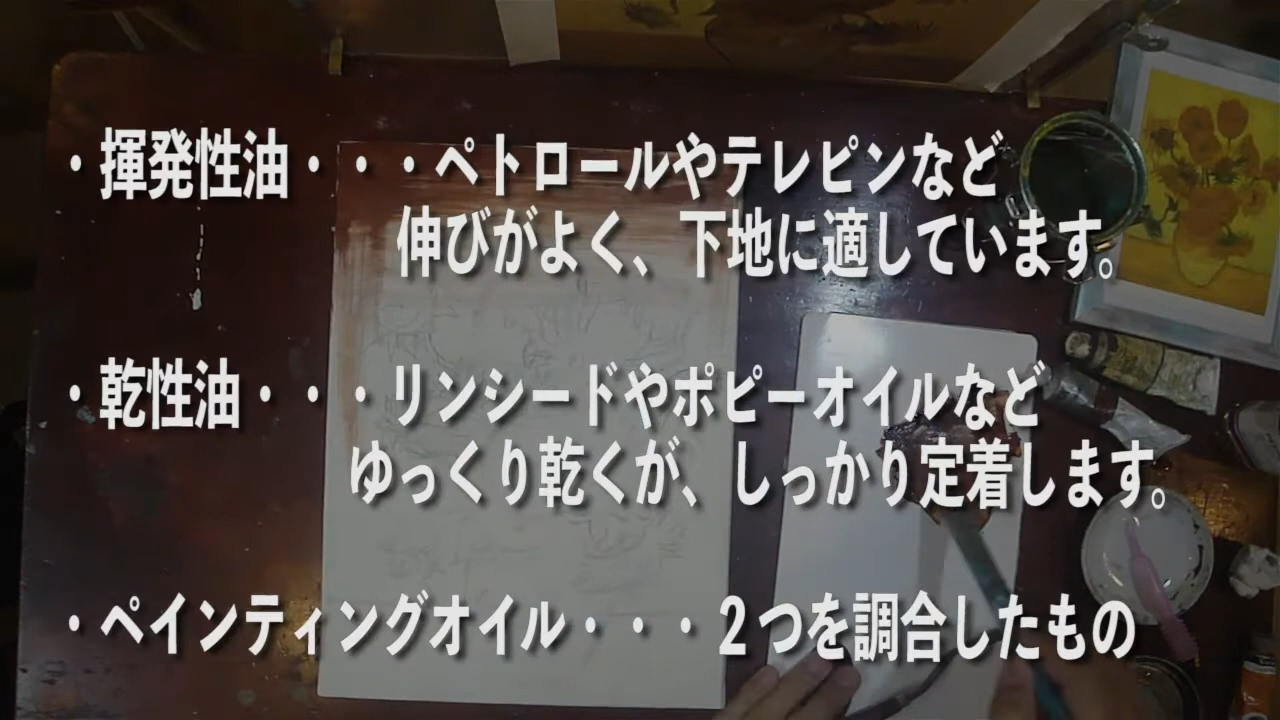 ・揮発性油・・・ペトロールやテレピンなど
伸びがよく、下地に適しています。
・乾性油・・・リンシードやポピーオイルなど
ゆっくり乾くが、しっかり定着します。
・ペインティングオイル・・・２つを調合したもの